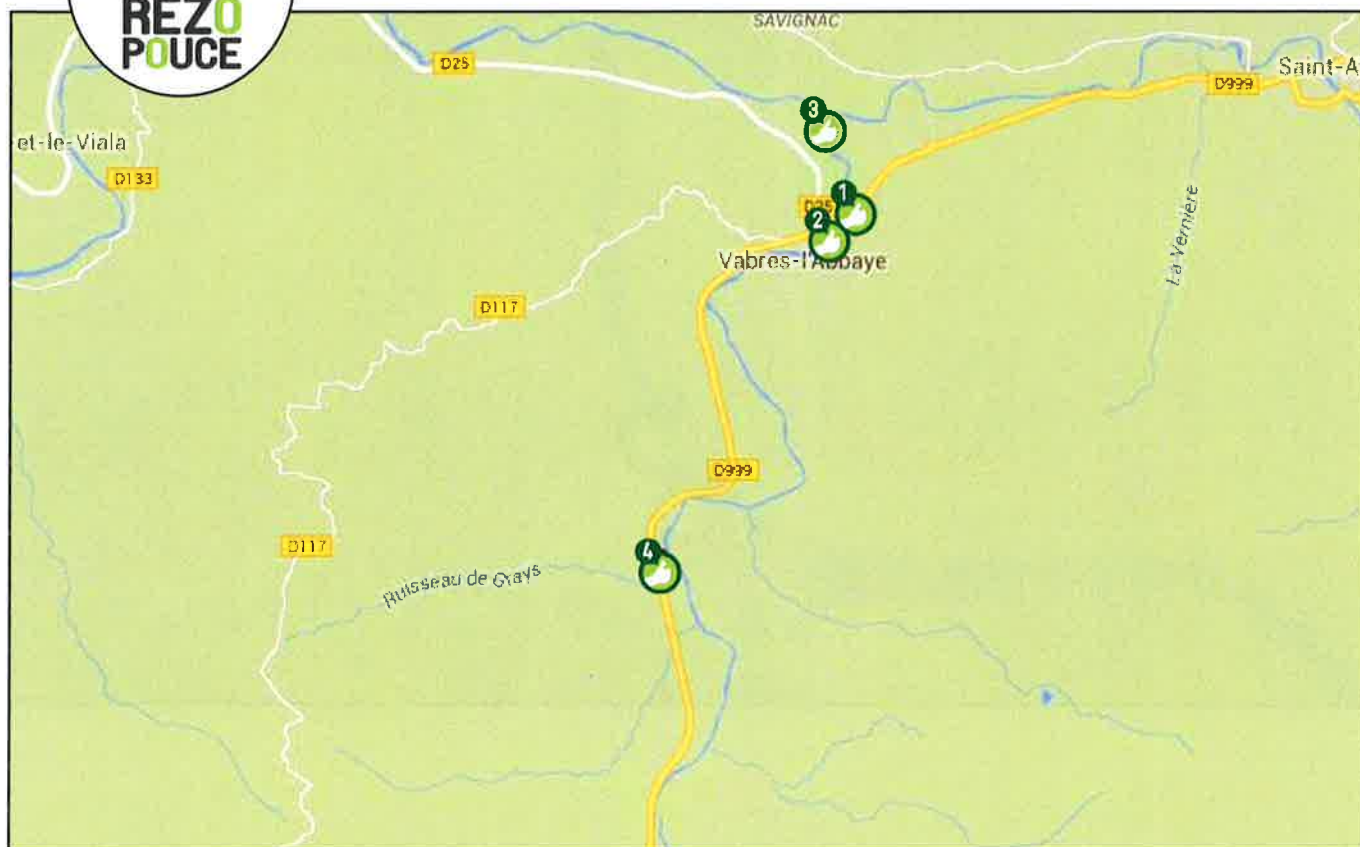 REZO
POUCE
SAVIGNAC
D25
D999
Saint-A
3
et-le-Viala
D133
1
D25
2
Vabres-l'Abbaye
La Vernière
D117
D999
D117
4
Ruisseau de Grays